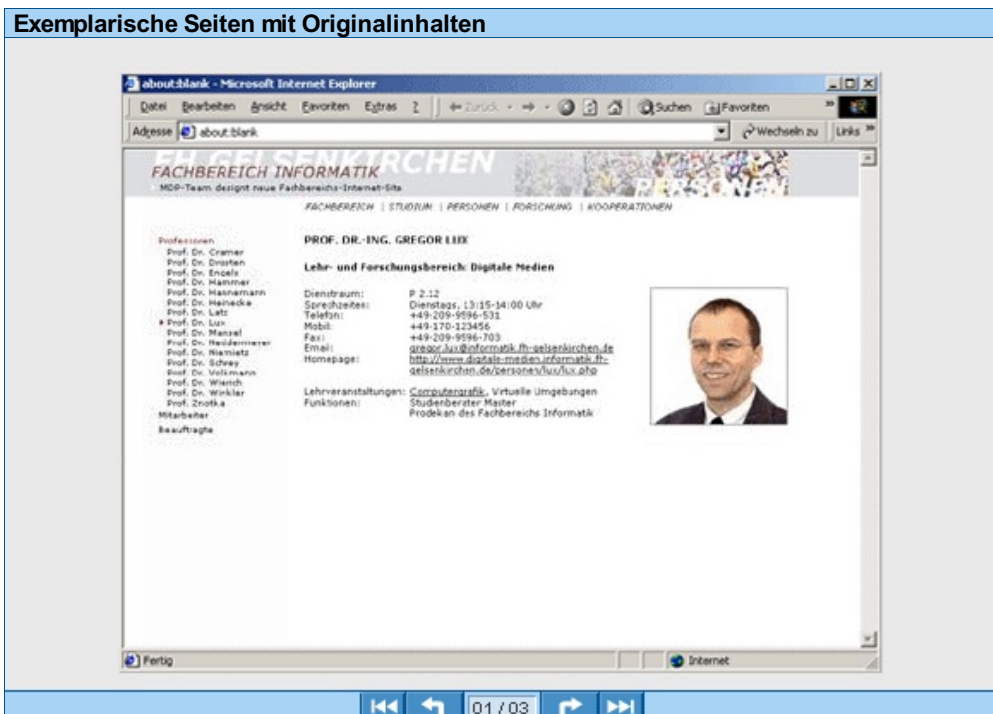 Exemplarische Seiten mit Originalinhalten
about:blank - Microsoft Internet Explorer
Datei Bearbeiten Ansicht Favoriten Extras ? Zurück Suchen Favoriten »
Adresse about:blank Wechseln zu Links »
FH GELSENKIRCHEN
FACHBEREICH INFORMATIK
PERSONEN
MDP-Team designt neue Fachbereichs-Internet-Site
FACHBEREICH | STUDIUM | PERSONEN | FORSCHUNG | KOOPERATIONEN
Professoren
Prof. Dr. Cramer
Prof. Dr. Drosten
Prof. Dr. Engels
Prof. Dr. Hammer
Prof. Dr. Hannemann
Prof. Dr. Heinecke
Prof. Dr. Latz
Prof. Dr. Lux
Prof. Dr. Mansel
Prof. Dr. Neddermeyer
Prof. Dr. Niemietz
Prof. Dr. Schrey
Prof. Dr. Volkmann
Prof. Dr. Wierich
Prof. Dr. Winkler
Prof. Znotka
Mitarbeiter
Beauftragte
PROF. DR.-ING. GREGOR LUX
Lehr- und Forschungsbereich: Digitale Medien
Dienstraum: P 2.12
Sprechzeiten: Dienstags, 13:15-14:00 Uhr
Telefon: +49-209-9596-531
Mobil: +49-170-123456
Fax: +49-209-9596-703
Email: gregor.lux@informatik.fh-gelsenkirchen.de
Homepage: http://www.digitale-medien.informatik.fh-
gelsenkirchen.de/personen/lux/lux.php
Lehrveranstaltungen: Computergrafik, Virtuelle Umgebungen
Funktionen: Studienberater Master
Prodekan des Fachbereichs Informatik
Fertig Internet
01 / 03